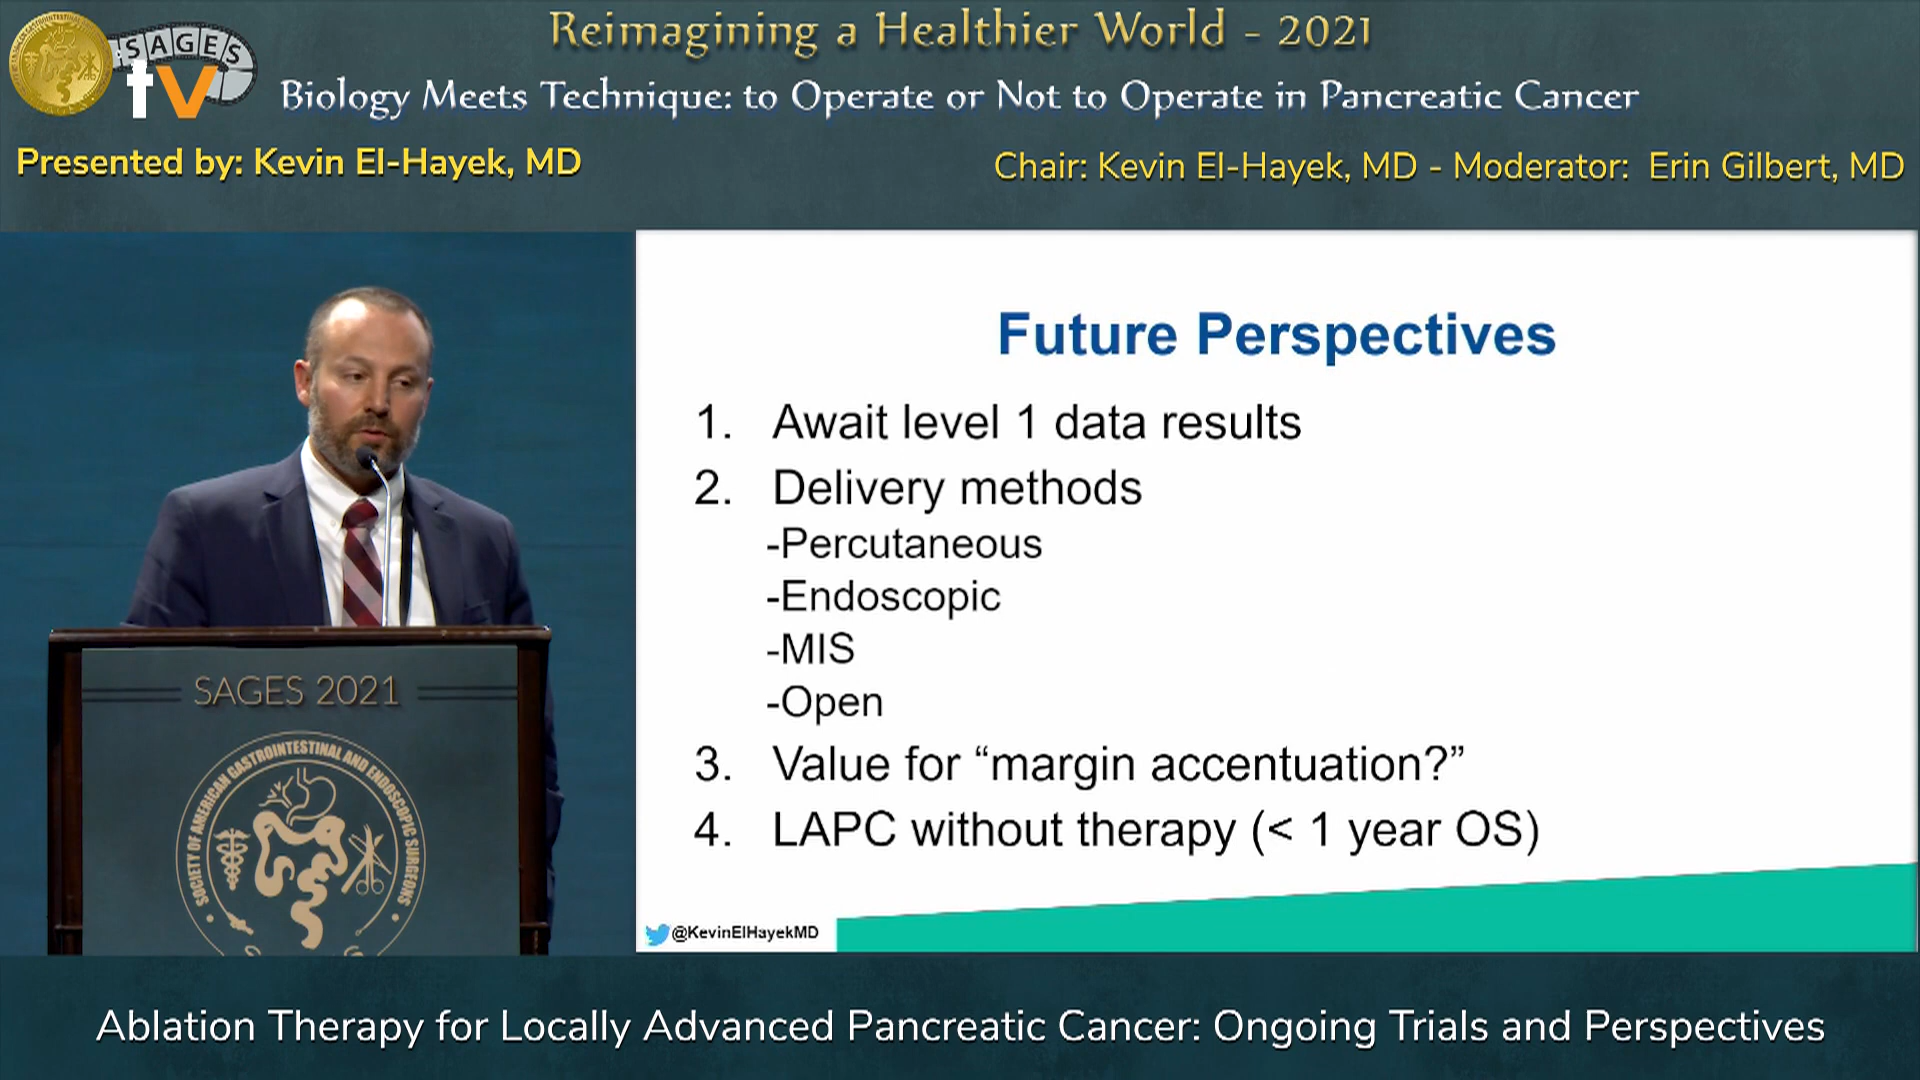 Reimagining a Healthier World - 2021
SAGES
tv
Biology Meets Technique: to Operate or Not to Operate in Pancreatic Cancer
Presented by: Kevin El-Hayek, MD
Chair: Kevin El-Hayek, MD - Moderator: Erin Gilbert, MD
SAGES 2021
SOCIETY OF AMERICAN GASTROINTESTINAL AND ENDOSCOPIC SURGEONS
Future Perspectives
1. Await level 1 data results
2. Delivery methods
-Percutaneous
-Endoscopic
-MIS
-Open
3. Value for “margin accentuation?”
4. LAPC without therapy (< 1 year OS)
@KevinElHayekMD
Ablation Therapy for Locally Advanced Pancreatic Cancer: Ongoing Trials and Perspectives